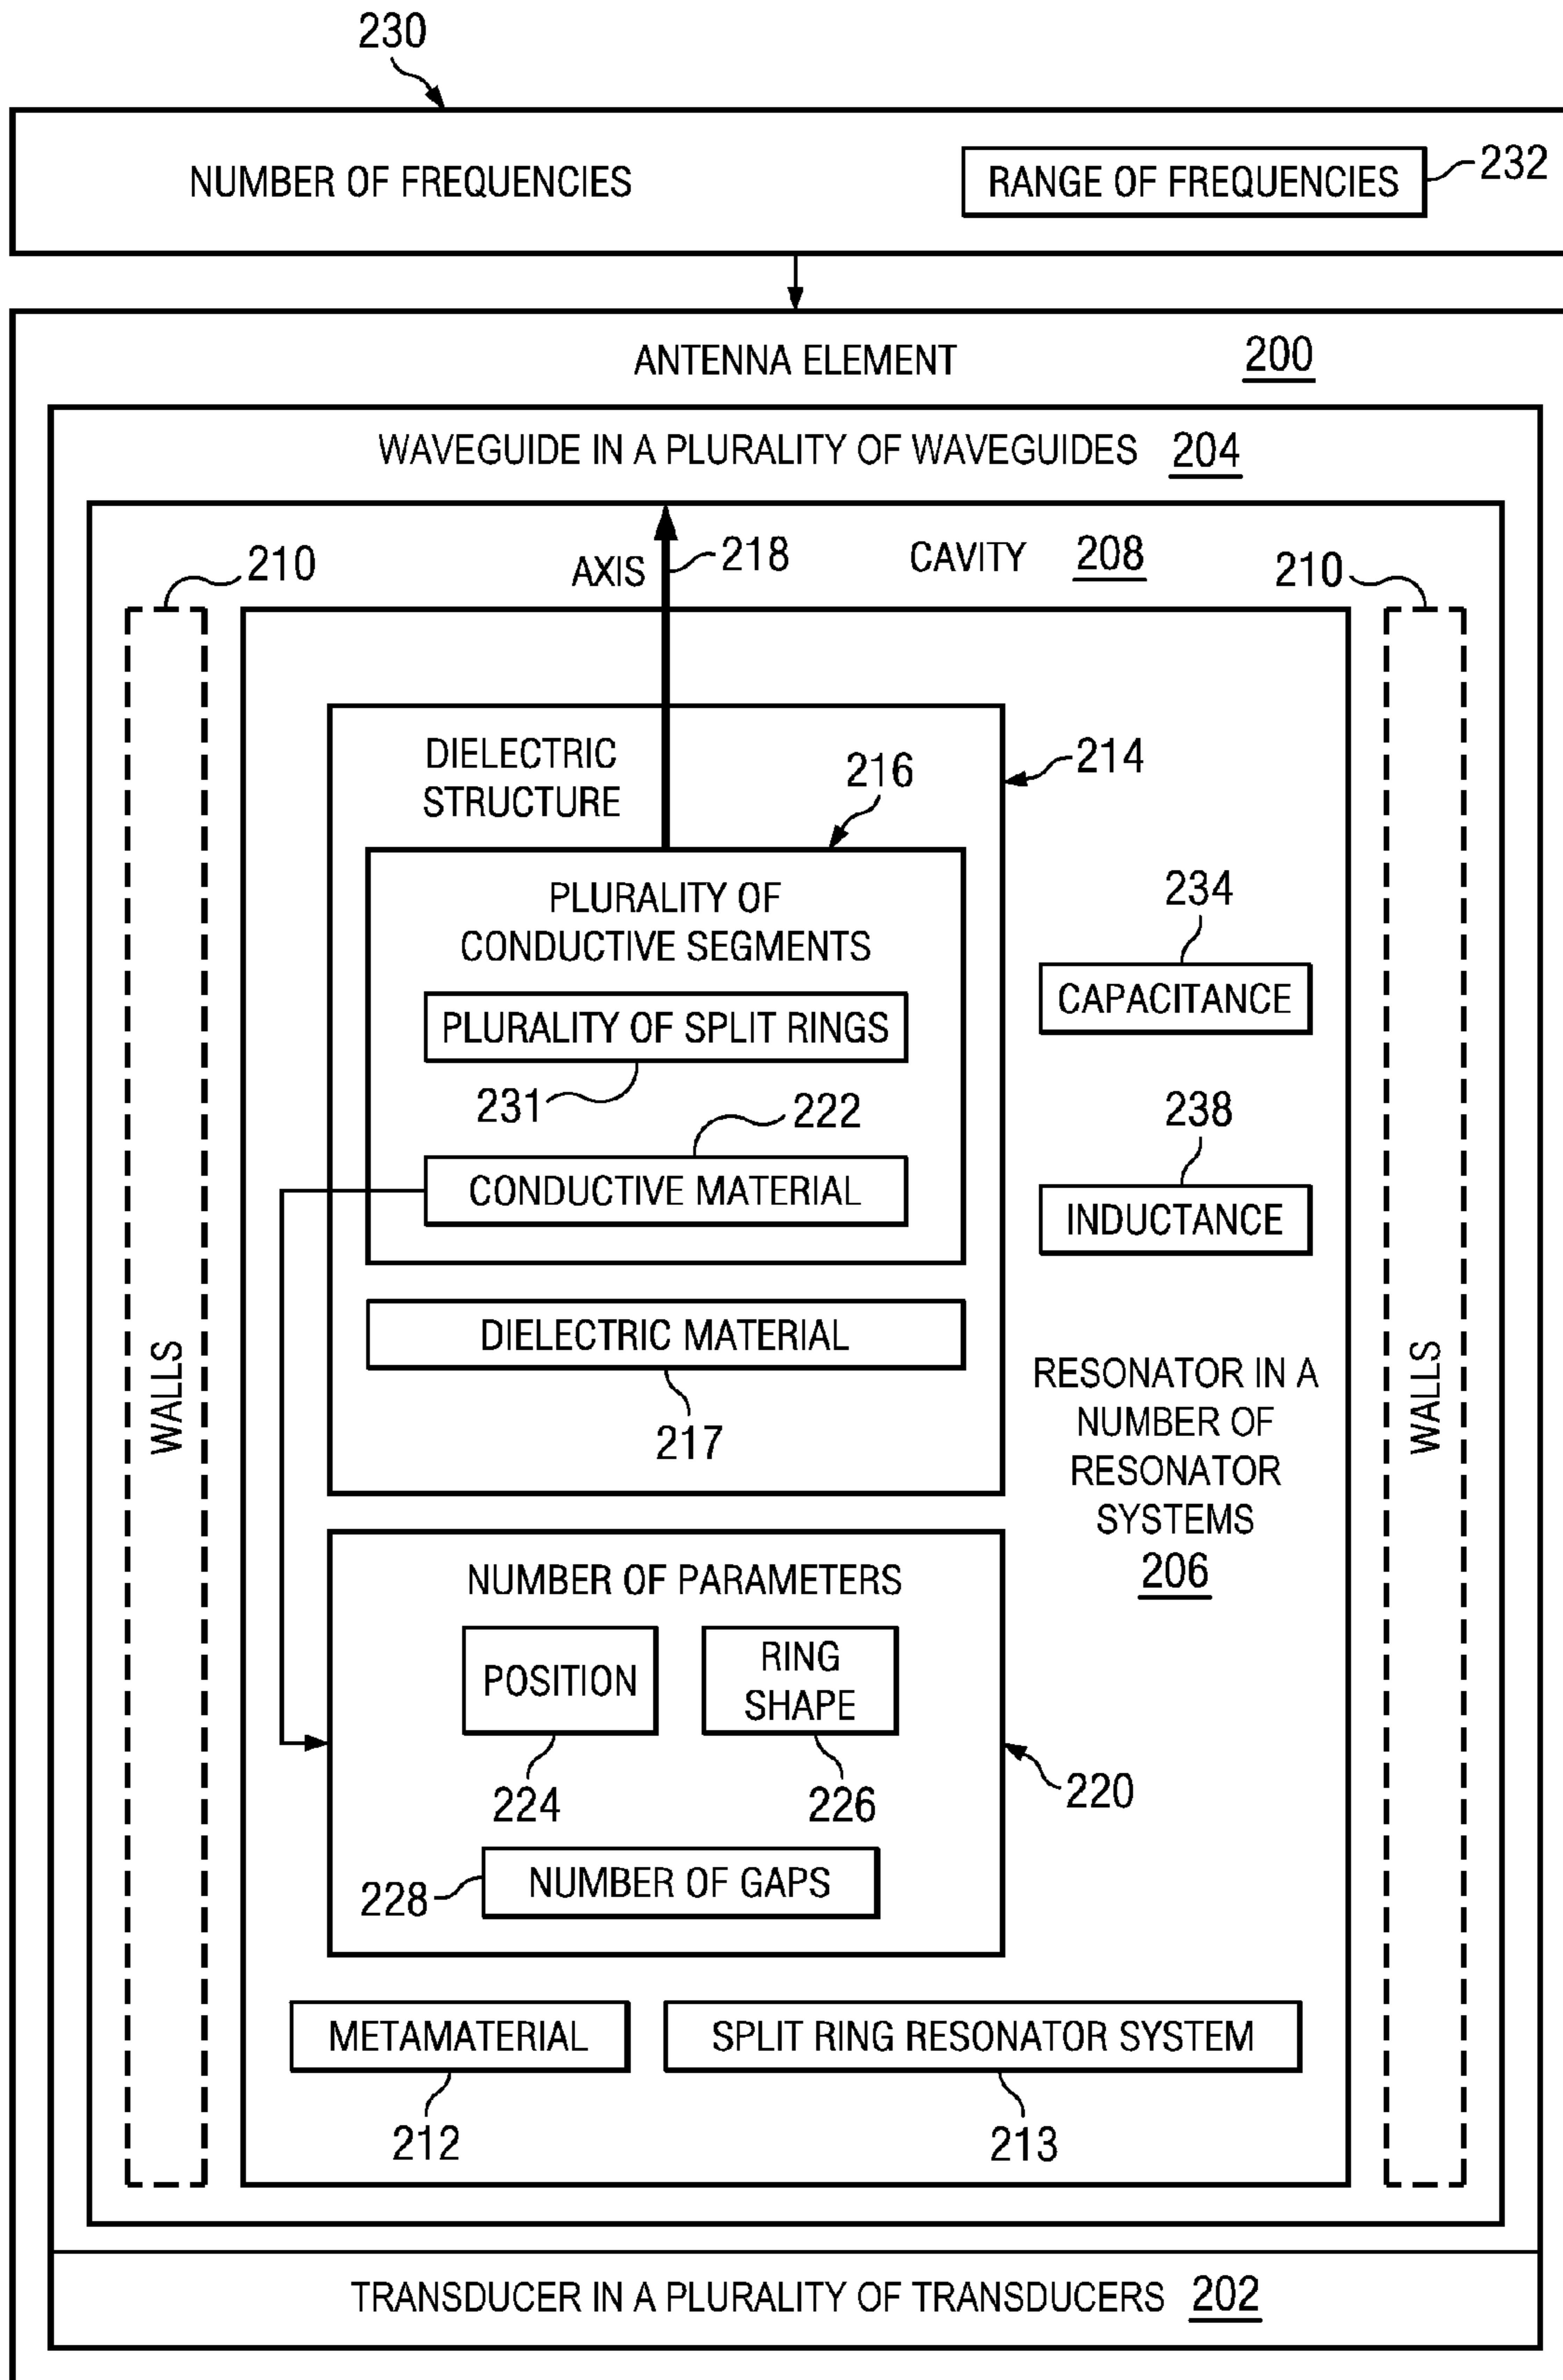 230
NUMBER OF FREQUENCIES
RANGE OF FREQUENCIES
232
ANTENNA ELEMENT 200
WAVEGUIDE IN A PLURALITY OF WAVEGUIDES 204
210
AXIS
218
CAVITY 208
210
DIELECTRIC
STRUCTURE
214
216
PLURALITY OF
CONDUCTIVE SEGMENTS
234
CAPACITANCE
PLURALITY OF SPLIT RINGS
231
222
238
CONDUCTIVE MATERIAL
INDUCTANCE
DIELECTRIC MATERIAL
217
WALLS
RESONATOR IN A
NUMBER OF
RESONATOR
SYSTEMS
206
WALLS
NUMBER OF PARAMETERS
POSITION
RING
SHAPE
224
226
220
228
NUMBER OF GAPS
METAMATERIAL
SPLIT RING RESONATOR SYSTEM
212
213
TRANSDUCER IN A PLURALITY OF TRANSDUCERS 202